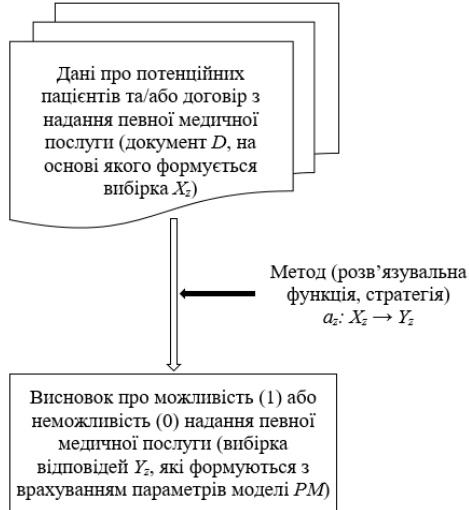 Дані про потенційних
пацієнтів та/або договір з
надання певної медичної
послуги (документ D, на
основі якого формується
вибірка Xz)
Метод (розв’язувальна
функція, стратегія)
az: Xz → Yz
Висновок про можливість (1) або
неможливість (0) надання певної
медичної послуги (вибірка
відповідей Yz, які формуються з
врахуванням параметрів моделі PM)